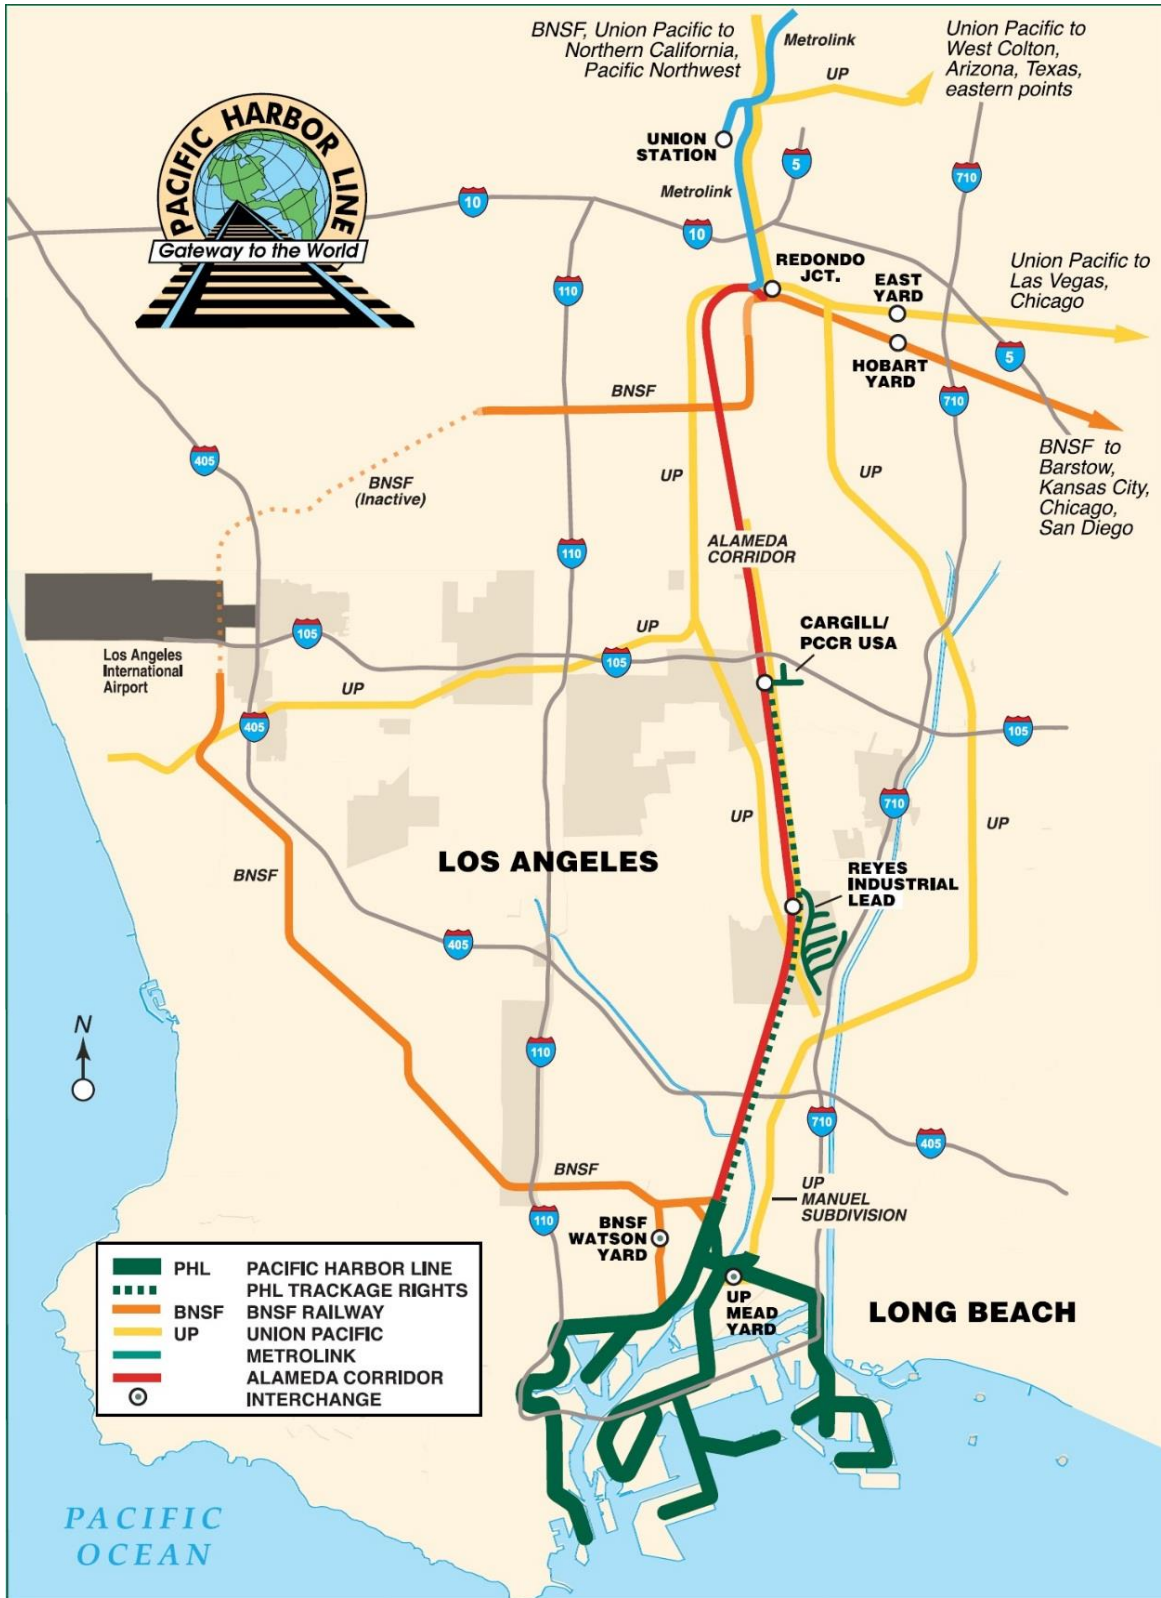 BNSF, Union Pacific to
Northern California,
Pacific Northwest
Metrolink
UP
Union Pacific to
West Colton,
Arizona, Texas,
eastern points
PACIFIC HARBOR LINE
Gateway to the World
UNION
STATION
5
710
10
Metrolink
10
REDONDO
JCT.
EAST
YARD
Union Pacific to
Las Vegas,
Chicago
110
HOBART
YARD
5
BNSF
710
405
BNSF
(Inactive)
UP
UP
BNSF to
Barstow,
Kansas City,
Chicago,
San Diego
110
ALAMEDA
CORRIDOR
Los Angeles
International
Airport
105
UP
105
CARGILL/
PCCR USA
UP
405
105
UP
710
UP
LOS ANGELES
BNSF
REYES
INDUSTRIAL
LEAD
405
N
110
710
405
BNSF
UP
MANUEL
SUBDIVISION
110
BNSF
WATSON
YARD
UP
MEAD
YARD
LONG BEACH
PHL PACIFIC HARBOR LINE
PHL TRACKAGE RIGHTS
BNSF BNSF RAILWAY
UP UNION PACIFIC
METROLINK
ALAMEDA CORRIDOR
INTERCHANGE
PACIFIC
OCEAN